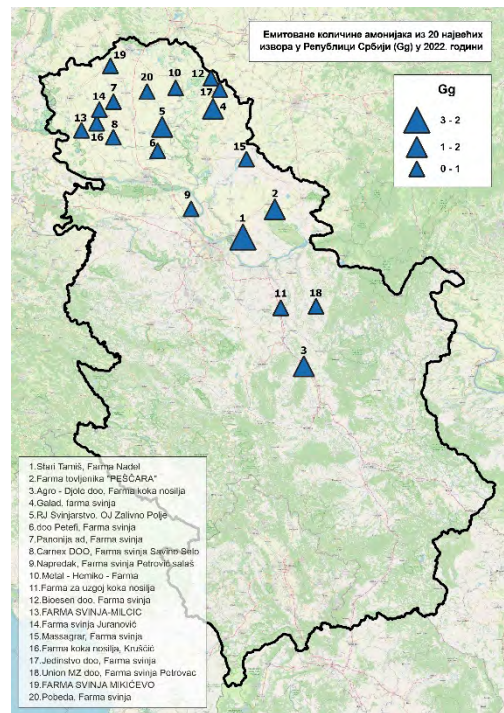 Емитоване количине амонијака из 20 највећих
извора у Републици Србији (Gg) у 2022. години
Gg
3 - 2
1 - 2
0 - 1
19
7
20
10
12
17
4
14
13
16
8
5
6
15
9
2
1
11
18
3
1.Stari Tamiš, Farma Nadel
2.Farma tovljenika "PEŠČARA"
3.Agro - Djole doo, Farma koka nosilja
4.Galad, farma svinja
5.RJ Svinjarstvo, OJ Zalivno Polje
6.doo Petefi, Farma svinja
7.Panonija ad, Farma svinja
8.Carnex DOO, Farma svinja Savino Selo
9.Napredak, Farma svinja Petrović salaš
10.Metal - Hemiko - Farma
11.Farma za uzgoj koka nosilja
12.Bioesen doo, Farma svinja
13.FARMA SVINJA-MILCIC
14.Farma svinja Juranović
15.Massagrar, Farma svinja
16.Farma koka nosilja, Kruščić
17.Jedinstvo doo, Farma svinja
18.Union MZ doo, Farma svinja Petrovac
19.FARMA SVINJA MIKIĆEVO
20.Pobeda, Farma svinja